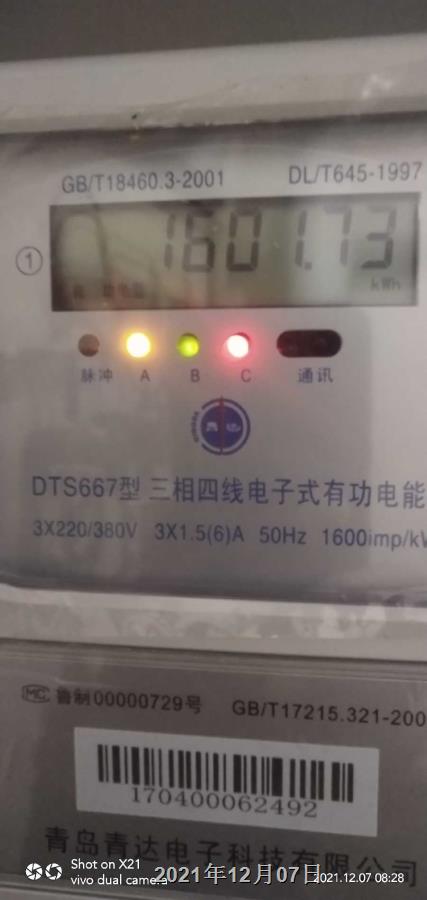 GB/T18460.3-2001 DL/T645-1997
1
1601.73
kWh
脉冲 A B C 通讯
DTS667型 三相四线电子式有功电能
3X220/380V 3X1.5(6)A 50Hz 1600imp/kW
MC 鲁制00000729号 GB/T17215.321-200
170400062492
青岛青达电子科技有限公司
Shot on X21
vivo dual camera
2021年12月07日
2021.12.07 08:28